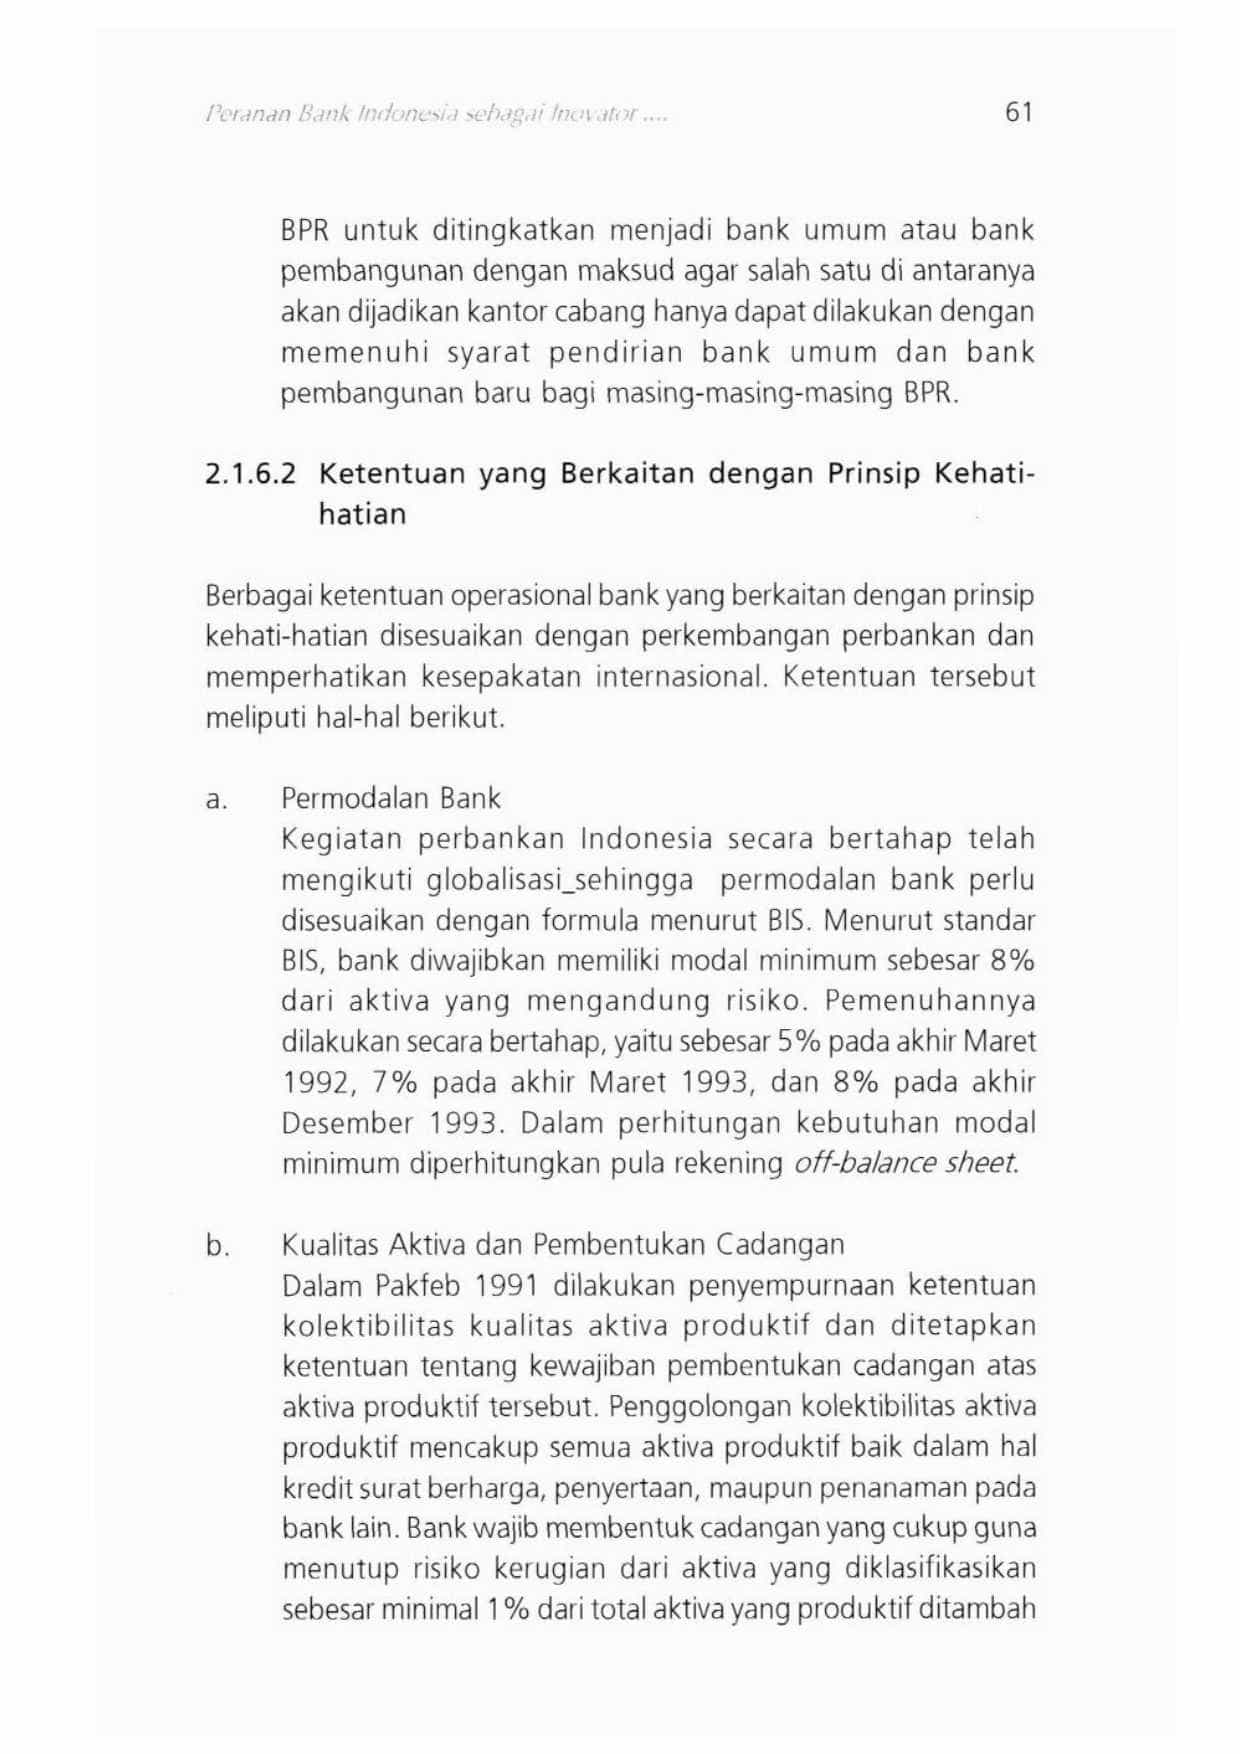 Peranan Bank Indonesia sebagai Inovator ....
61
BPR untuk ditingkatkan menjadi bank umum atau bank
pembangunan dengan maksud agar salah satu di antaranya
akan dijadikan kantor cabang hanya dapat dilakukan dengan
memenuhi syarat pendirian bank umum dan bank
pembangunan baru bagi masing-masing-masing BPR.
2.1.6.2 Ketentuan yang Berkaitan dengan Prinsip Kehati-
hatian
Berbagai ketentuan operasional bank yang berkaitan dengan prinsip
kehati-hatian disesuaikan dengan perkembangan perbankan dan
memperhatikan kesepakatan internasional. Ketentuan tersebut
meliputi hal-hal berikut.
a. Permodalan Bank
Kegiatan perbankan Indonesia secara bertahap telah
mengikuti globalisasi_sehingga permodalan bank perlu
disesuaikan dengan formula menurut BIS. Menurut standar
BIS, bank diwajibkan memiliki modal minimum sebesar 8%
dari aktiva yang mengandung risiko. Pemenuhannya
dilakukan secara bertahap, yaitu sebesar 5% pada akhir Maret
1992, 7% pada akhir Maret 1993, dan 8% pada akhir
Desember 1993. Dalam perhitungan kebutuhan modal
minimum diperhitungkan pula rekening off-balance sheet.
b. Kualitas Aktiva dan Pembentukan Cadangan
Dalam Pakfeb 1991 dilakukan penyempurnaan ketentuan
kolektibilitas kualitas aktiva produktif dan ditetapkan
ketentuan tentang kewajiban pembentukan cadangan atas
aktiva produktif tersebut. Penggolongan kolektibilitas aktiva
produktif mencakup semua aktiva produktif baik dalam hal
kredit surat berharga, penyertaan, maupun penanaman pada
bank lain. Bank wajib membentuk cadangan yang cukup guna
menutup risiko kerugian dari aktiva yang diklasifikasikan
sebesar minimal 1% dari total aktiva yang produktif ditambah